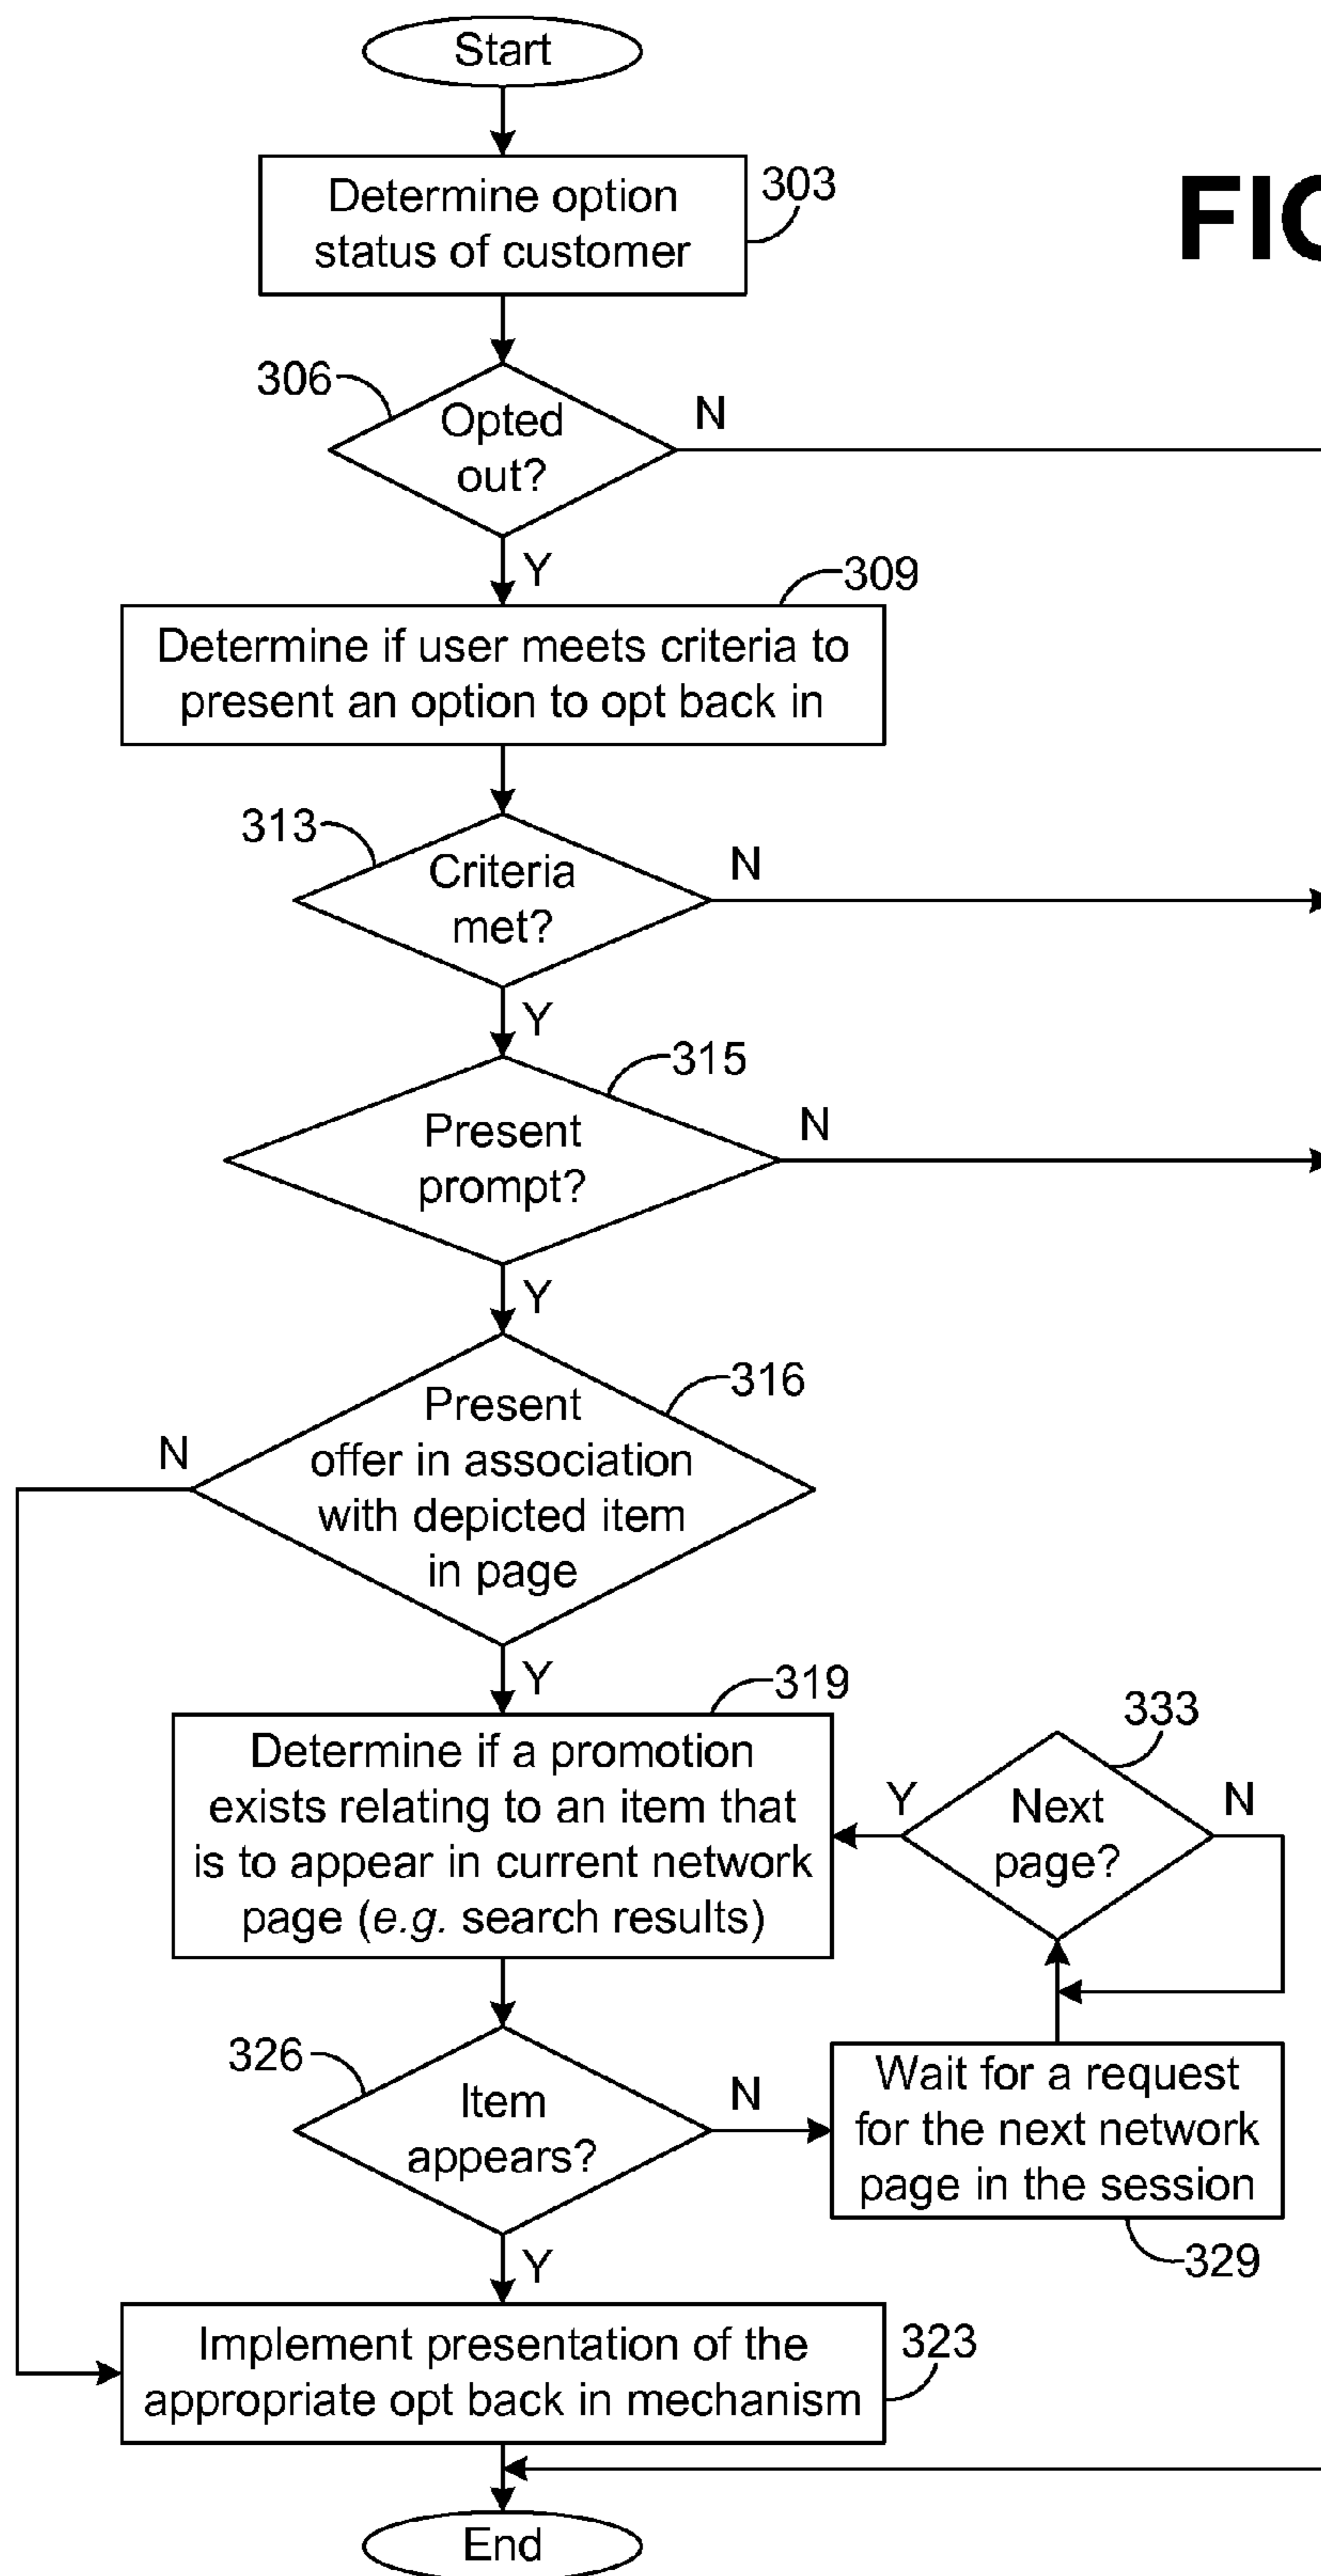 Start
Determine option
status of customer
303
FIG
306
Opted
out?
N
Y
309
Determine if user meets criteria to
present an option to opt back in
313
Criteria
met?
N
Y
315
Present
prompt?
N
Y
316
Present
offer in association
with depicted item
in page
N
Y
319
Determine if a promotion
exists relating to an item that
is to appear in current network
page (e.g. search results)
333
Next
page?
Y
N
326
Item
appears?
N
Y
Wait for a request
for the next network
page in the session
329
Implement presentation of the
appropriate opt back in mechanism
323
End